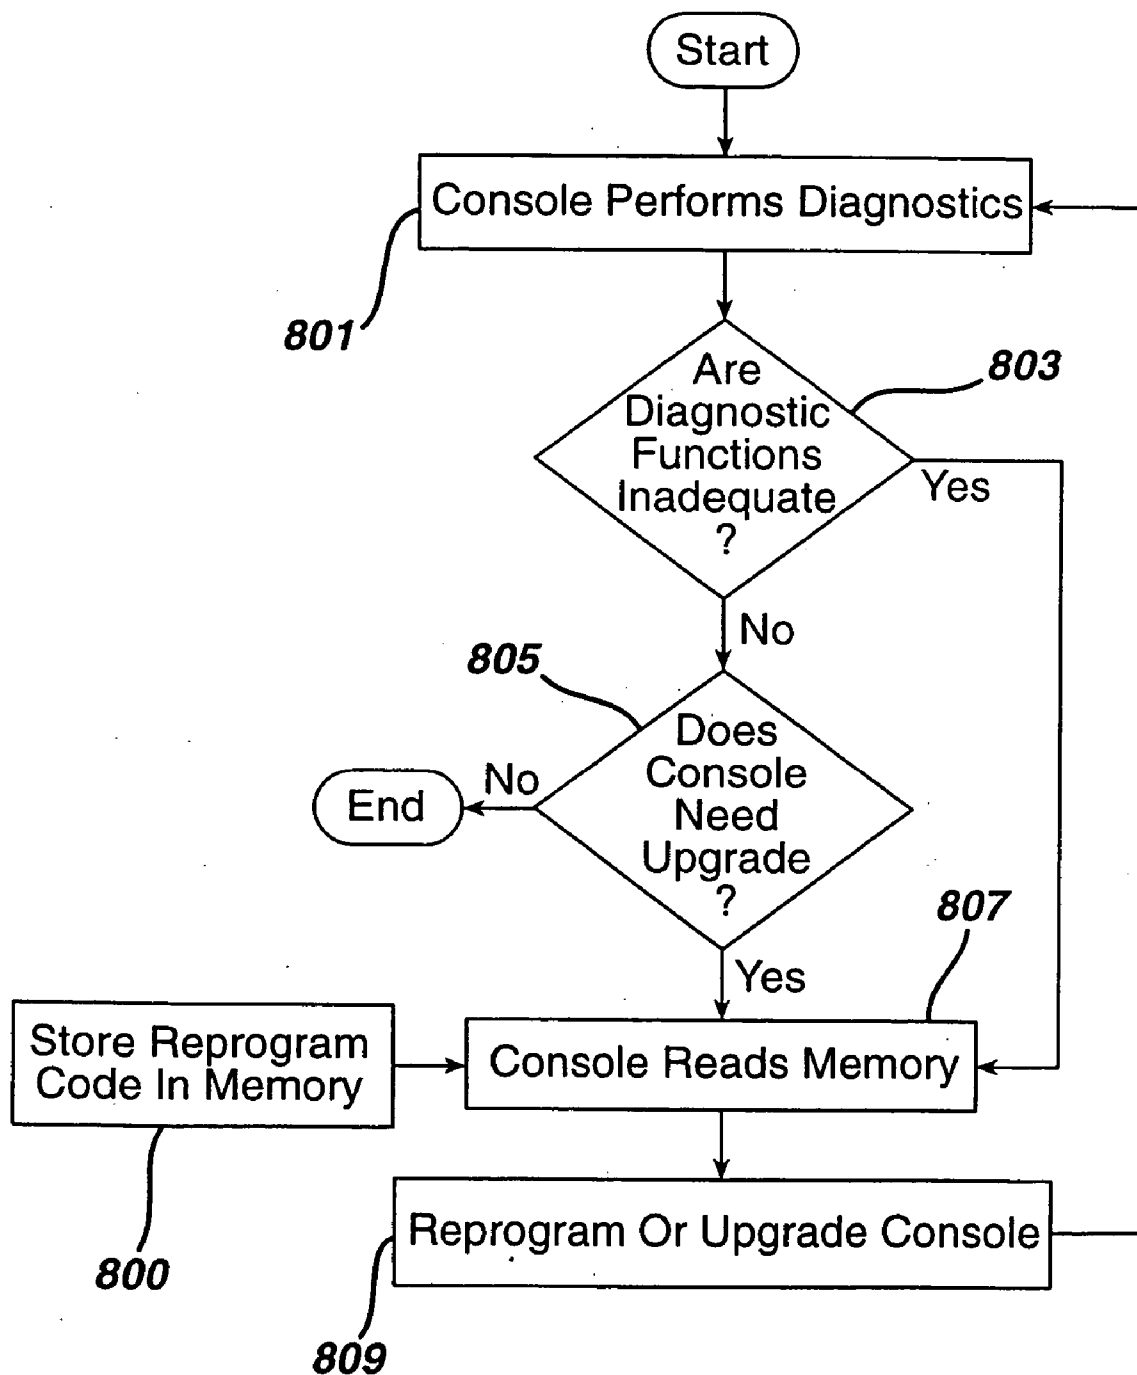 Start
Console Performs Diagnostics
801
Are
Diagnostic
Functions
Inadequate
?
803
Yes
No
805
Does
Console
Need
Upgrade
?
No
End
Yes
807
Store Reprogram
Code In Memory
Console Reads Memory
800
Reprogram Or Upgrade Console
809